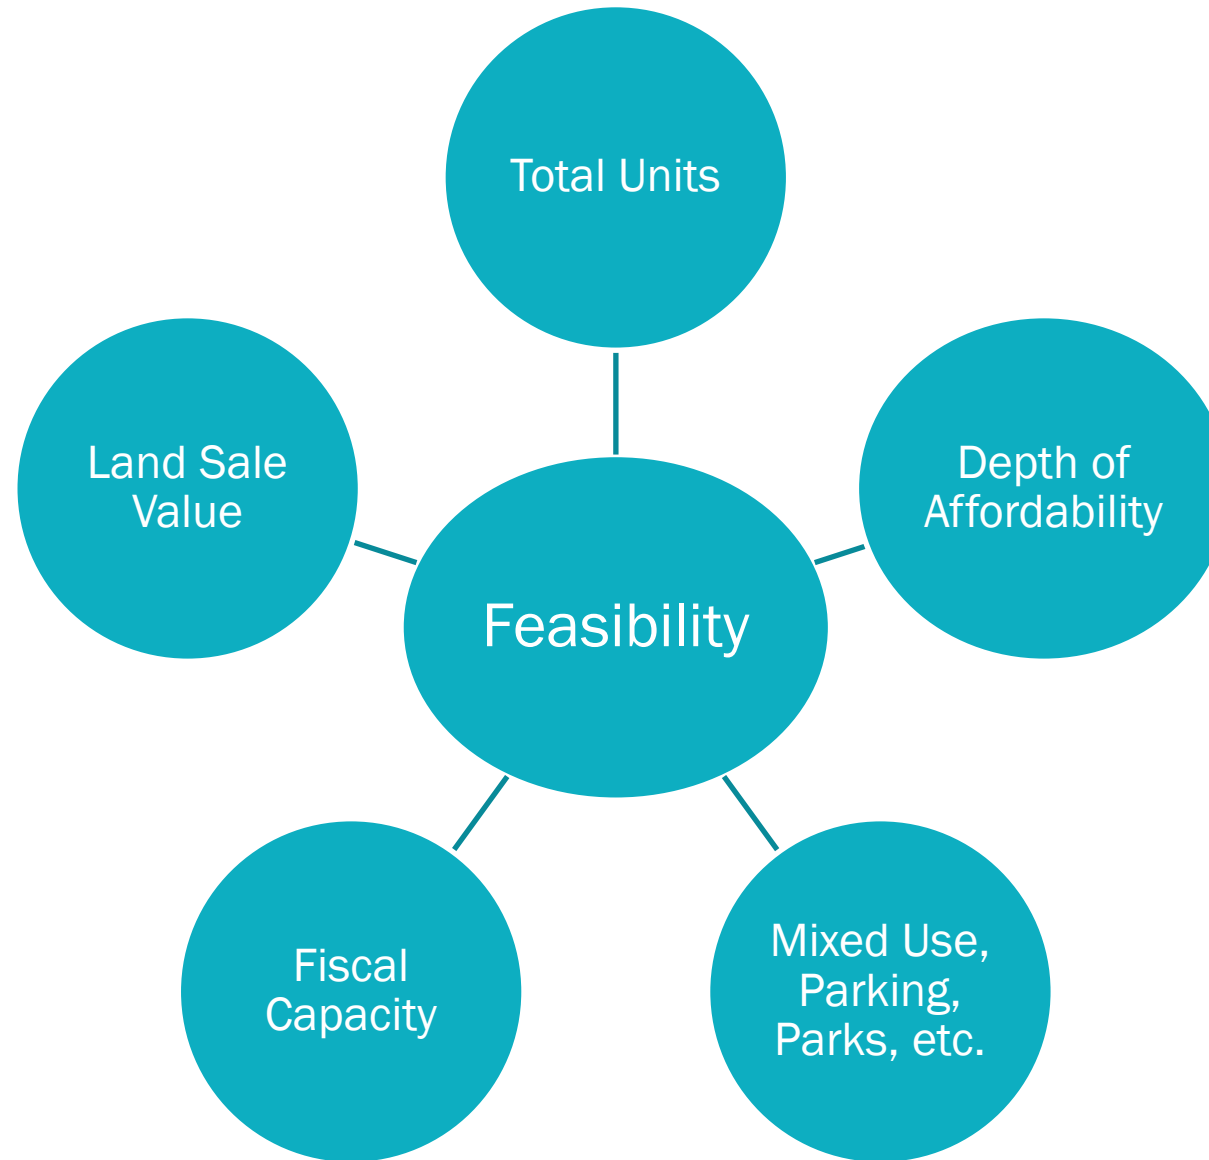 Total Units
Land Sale
Value
Depth of
Affordability
Feasibility
Fiscal
Capacity
Mixed Use,
Parking,
Parks, etc.